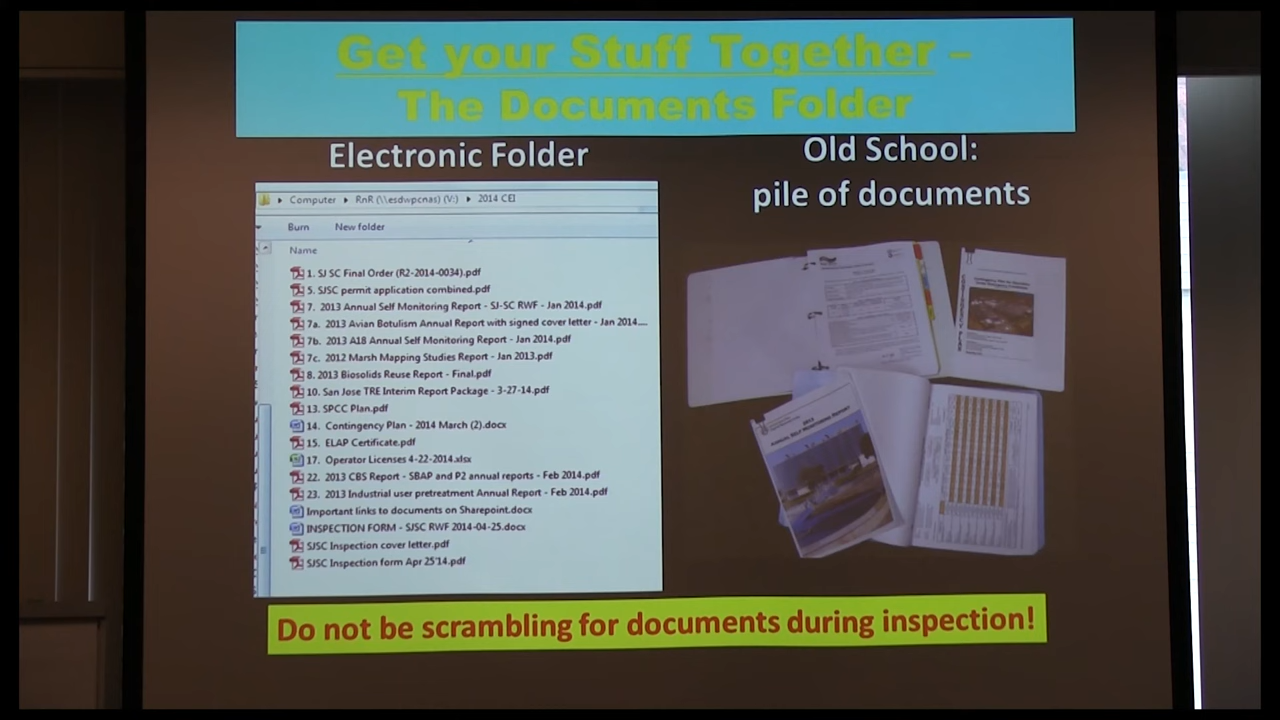 Get your Stuff Together –
The Documents Folder
Electronic Folder
Old School:
pile of documents
Computer ▸ RnR (\\esdwpcnas) (V:) ▸ 2014 CEI
Burn New folder
Name
1. SJ SC Final Order (R2-2014-0034).pdf
5. SJSC permit application combined.pdf
7. 2013 Annual Self Monitoring Report - SJ-SC RWF - Jan 2014.pdf
7a. 2013 Avian Botulism Annual Report with signed cover letter - Jan 2014....
7b. 2013 A18 Annual Self Monitoring Report - Jan 2014.pdf
7c. 2012 Marsh Mapping Studies Report - Jan 2013.pdf
8. 2013 Biosolids Reuse Report - Final.pdf
10. San Jose TRE Interim Report Package - 3-27-14.pdf
13. SPCC Plan.pdf
14. Contingency Plan - 2014 March (2).docx
15. ELAP Certificate.pdf
17. Operator Licenses 4-22-2014.xlsx
22. 2013 CBS Report - SBAP and P2 annual reports - Feb 2014.pdf
23. 2013 Industrial user pretreatment Annual Report - Feb 2014.pdf
Important links to documents on Sharepoint.docx
INSPECTION FORM - SJSC RWF 2014-04-25.docx
SJSC Inspection cover letter.pdf
SJSC Inspection form Apr 25'14.pdf
2013
ANNUAL SELF MONITORING REPORT
Do not be scrambling for documents during inspection!